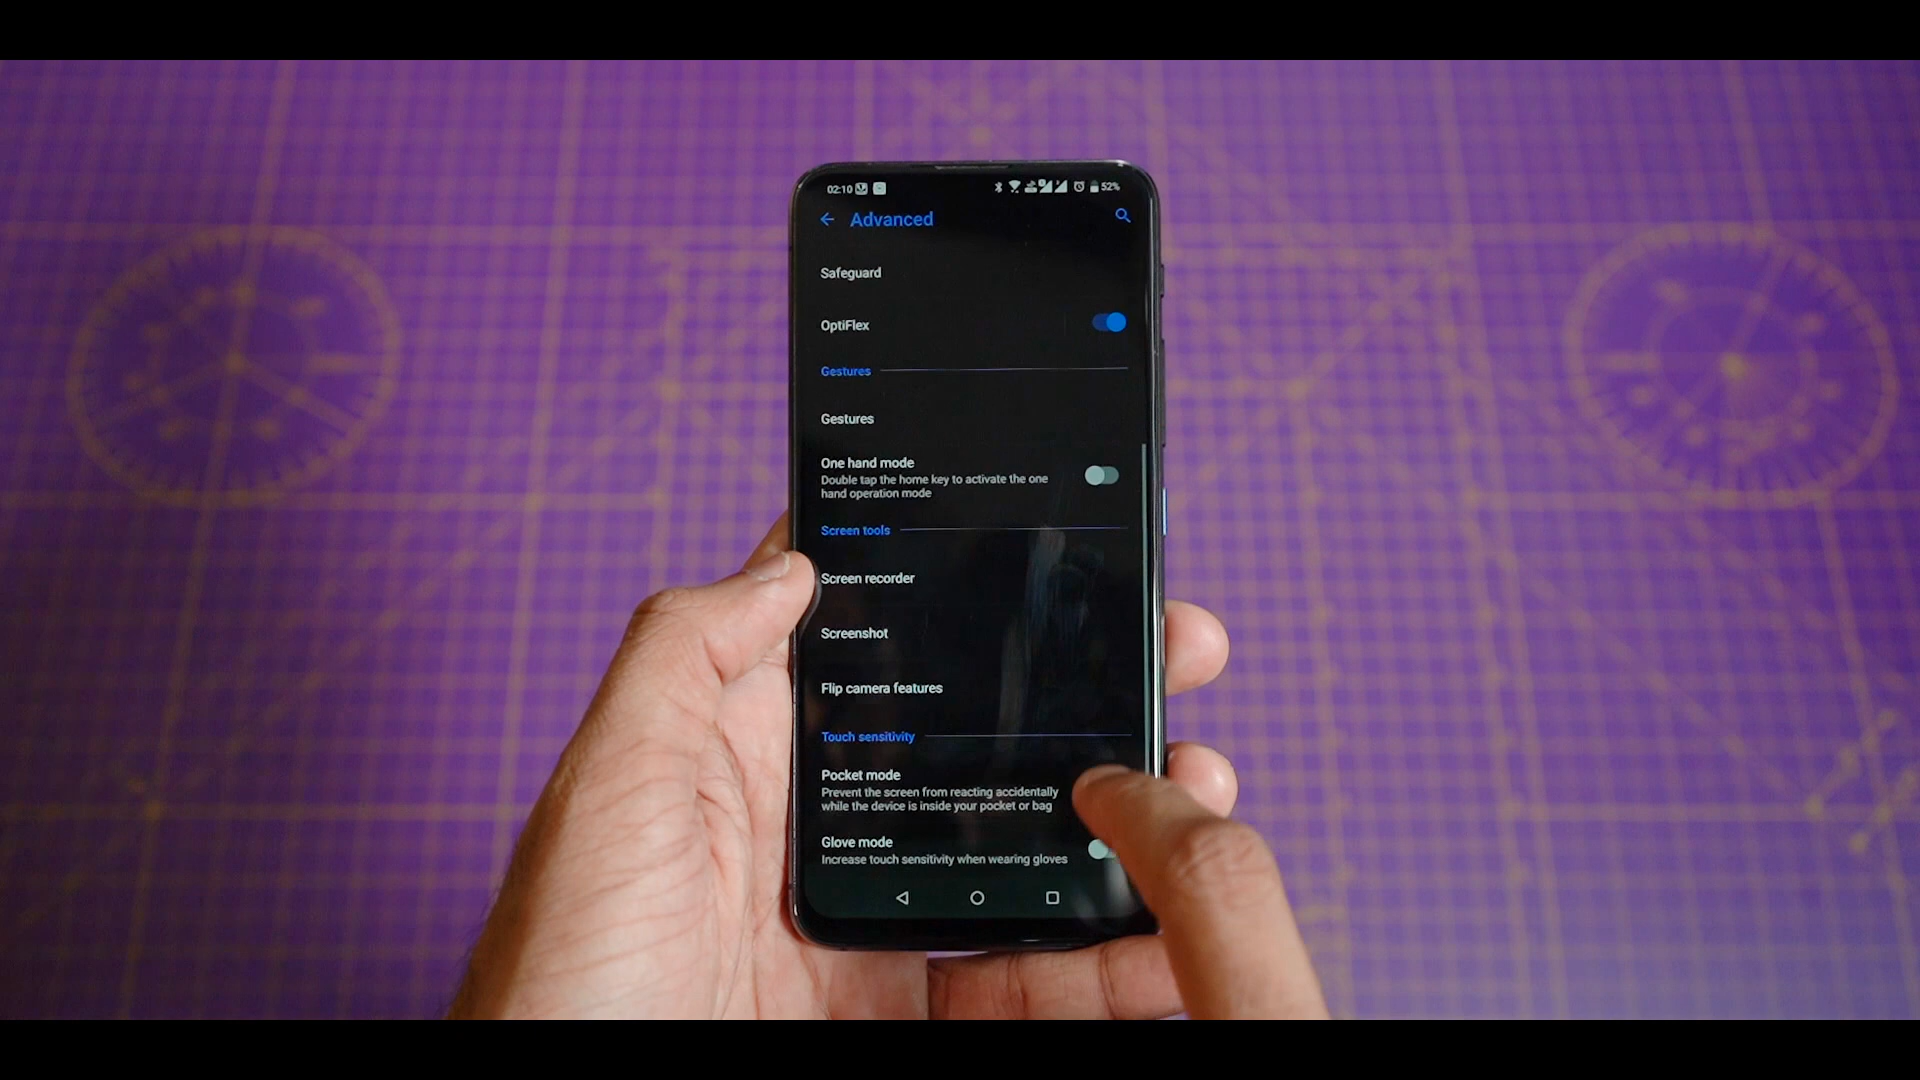 02:10 52%
Advanced
Safeguard
OptiFlex
Gestures
Gestures
One hand mode
Double tap the home key to activate the one
hand operation mode
Screen tools
Screen recorder
Screenshot
Flip camera features
Touch sensitivity
Pocket mode
Prevent the screen from reacting accidentally
while the device is inside your pocket or bag
Glove mode
Increase touch sensitivity when wearing gloves